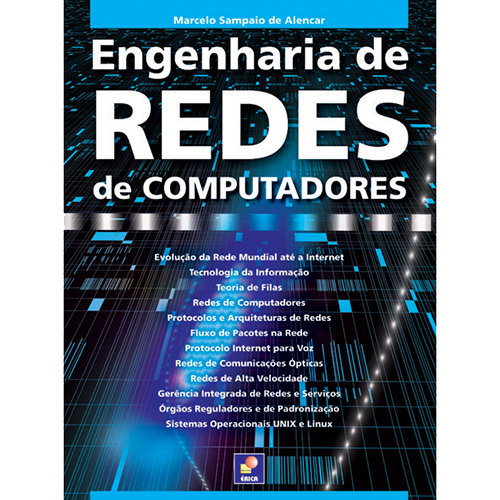 Marcelo Sampaio de Alencar
Engenharia de
REDES
de COMPUTADORES
Evolução da Rede Mundial até a Internet
Tecnologia da Informação
Teoria de Filas
Redes de Computadores
Protocolos e Arquiteturas de Redes
Fluxo de Pacotes na Rede
Protocolo Internet para Voz
Redes de Comunicações Ópticas
Redes de Alta Velocidade
Gerência Integrada de Redes e Serviços
Órgãos Reguladores e de Padronização
Sistemas Operacionais UNIX e Linux
ÉRICA